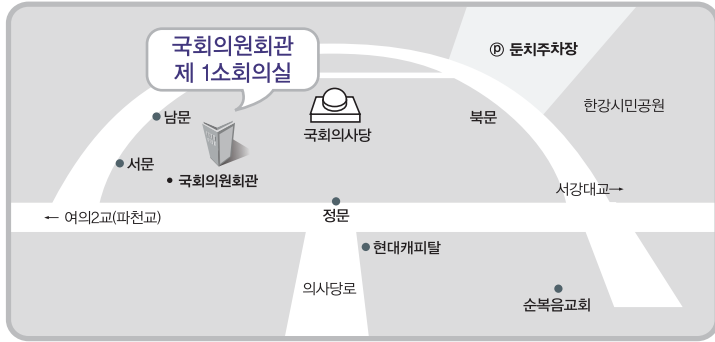 국회의원회관
제 1소회의실
ⓟ 둔치주차장
한강시민공원
남문
북문
국회의사당
서문
• 국회의원회관
서강대교→
← 여의2교(파천교)
정문
현대캐피탈
의사당로
순복음교회